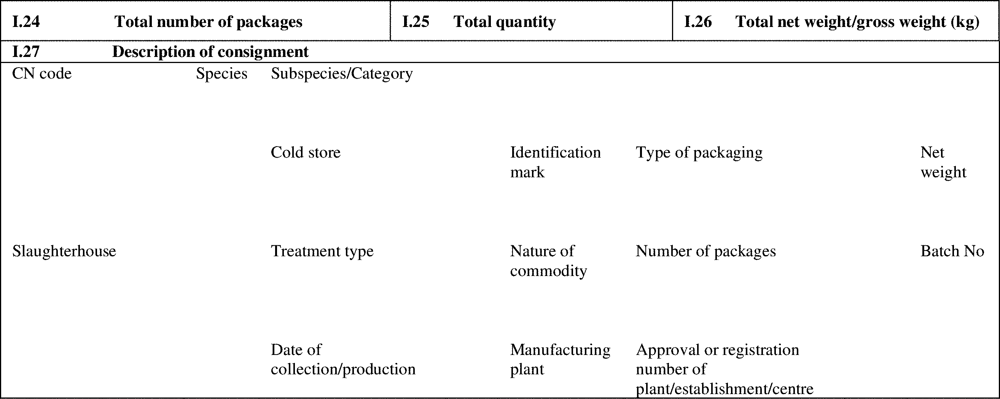 I.24 Total number of packages I.25 Total quantity I.26 Total net weight/gross weight (kg)
I.27 Description of consignment
CN code Species Subspecies/Category
Cold store Identification Type of packaging Net
mark weight
Slaughterhouse Treatment type Nature of Number of packages Batch No
commodity
Date of Manufacturing Approval or registration
collection/production plant number of
plant/establishment/centre